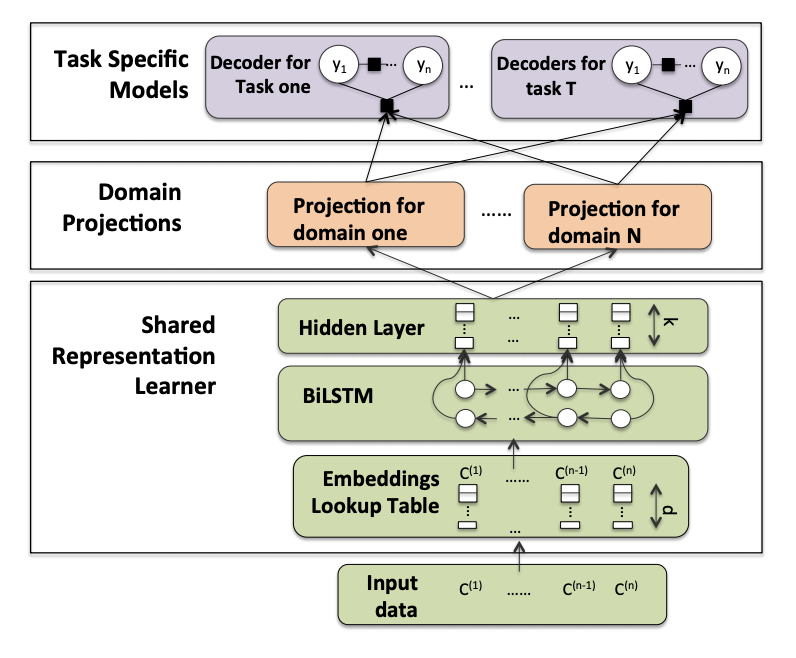 Task Specific
Models
Decoder for
Task one
y1
...
yn
...
Decoders for
task T
y1
...
yn
Domain
Projections
Projection for
domain one
......
Projection for
domain N
Shared
Representation
Learner
Hidden Layer
...
...
k
BiLSTM
...
...
Embeddings
Lookup Table
C(1) ...... C(n-1) C(n)
...
d
Input
data
C(1) ...... C(n-1) C(n)